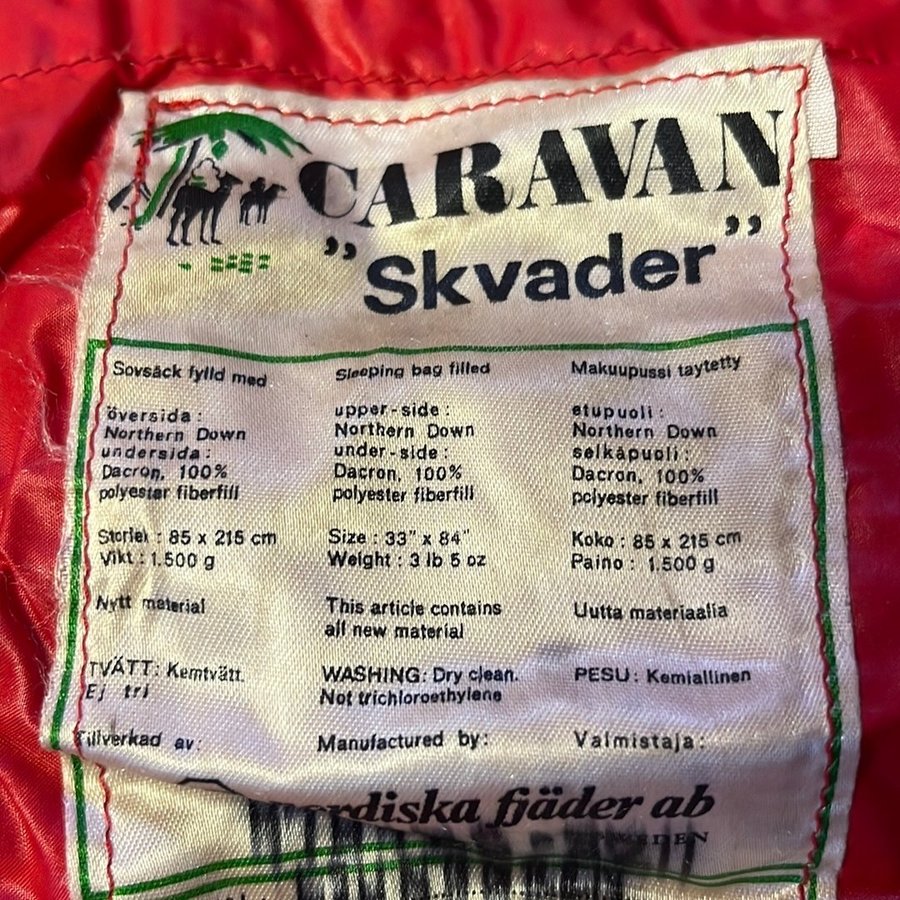 CARAVAN
”Skvader”
Sovsäck fylld med
översida:
Northern Down
undersida:
Dacron, 100%
polyester fiberfill
Storlek: 85 x 215 cm
Vikt: 1.500 g
Nytt material
TVÄTT: Kemtvätt.
Ej tri
Tillverkad av:
Sleeping bag filled
upper-side:
Northern Down
under-side:
Dacron, 100%
polyester fiberfill
Size: 33" x 84"
Weight: 3 lb 5 oz
This article contains
all new material
WASHING: Dry clean.
Not trichloroethylene
Manufactured by:
Makuupussi taytetty
etupuoli:
Northern Down
selkäpuoli:
Dacron, 100%
polyester fiberfill
Koko: 85 x 215 cm
Paino: 1.500 g
Uutta materiaalia
PESU: Kemiallinen
Valmistaja:
nordiska fjäder ab
SWEDEN